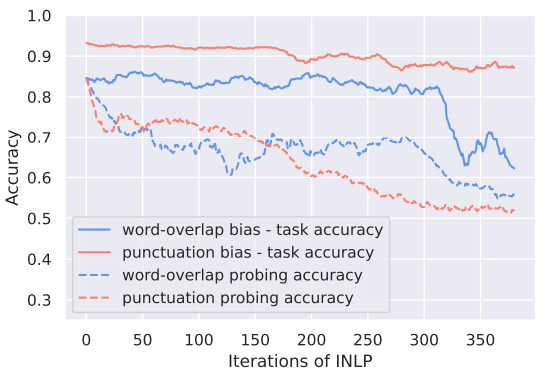 1.0
0.9
0.8
0.7
0.6
0.5
0.4
0.3
Accuracy
word-overlap bias - task accuracy
punctuation bias - task accuracy
word-overlap probing accuracy
punctuation probing accuracy
0 50 100 150 200 250 300 350
Iterations of INLP